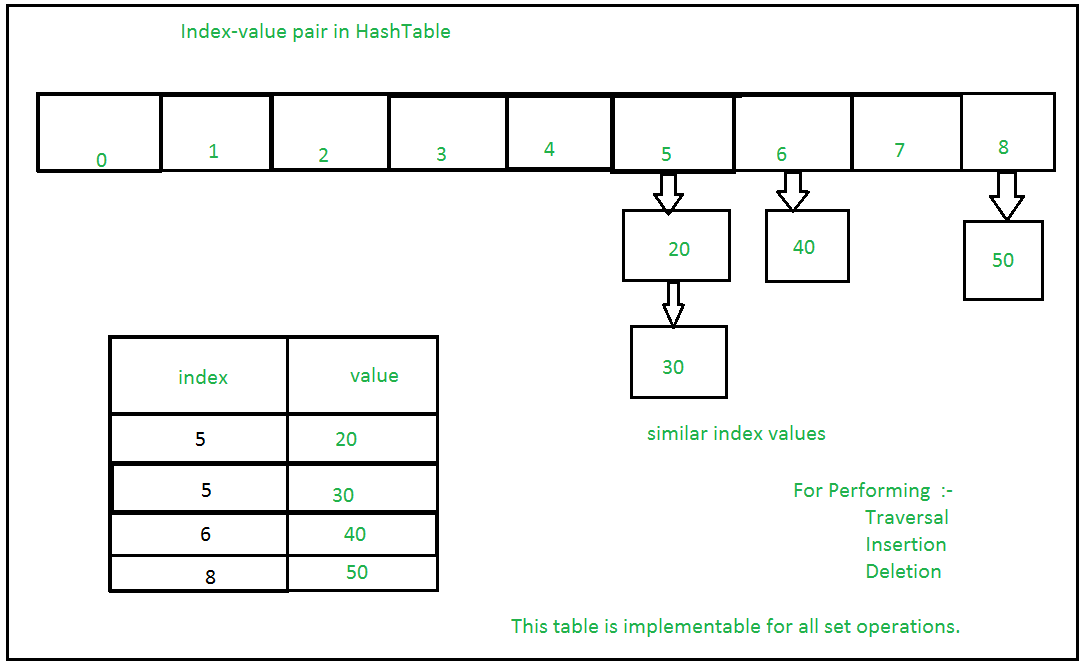 Index-value pair in HashTable
0 1 2 3 4 5 6 7 8
20 40 50
30
index value
5 20
5 30
6 40
8 50
similar index values
For Performing :-
Traversal
Insertion
Deletion
This table is implementable for all set operations.